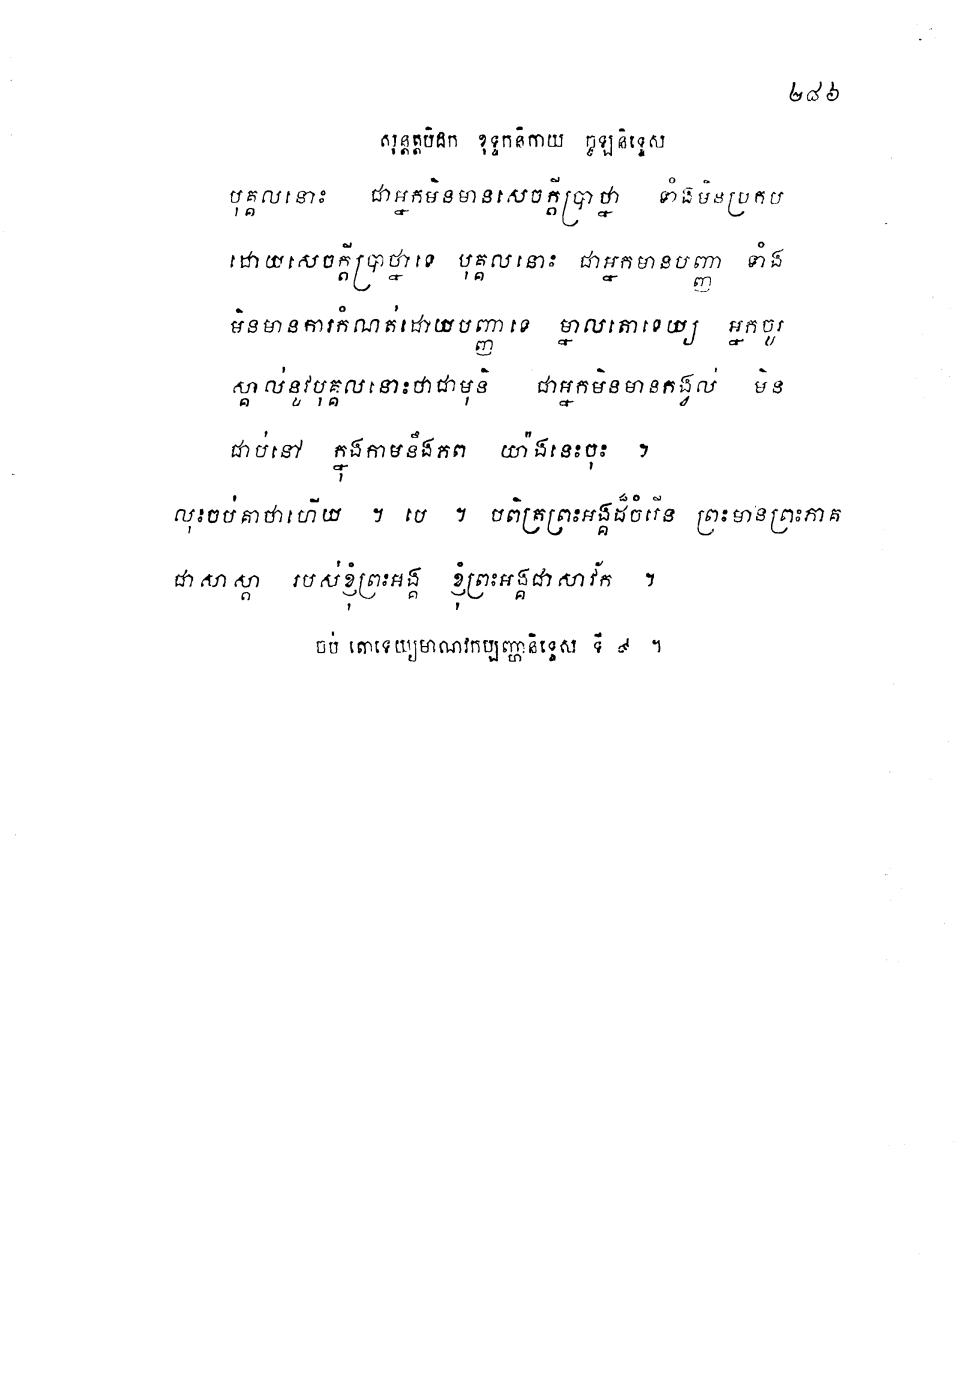 ២៨៦
សុត្តន្តបិដក ខុទ្ទកនិកាយ ចូឡនិទ្ទេស
បុគ្គលនោះ ជាអ្នកមិនមានសេចក្តីប្រាថ្នា ទាំងមិនប្រកប
ដោយសេចក្តីប្រាថ្នាទេ បុគ្គលនោះ ជាអ្នកមានបញ្ញា ទាំង
មិនមានការកំណត់ដោយបញ្ញាទេ ម្នាលតោទេយ្យ អ្នកចូរ
ស្គាល់នូវបុគ្គលនោះថាជាមុនិ ជាអ្នកមិនមានកង្វល់ មិន
ជាប់នៅ ក្នុងកាមនឹងភព យ៉ាងនេះចុះ ។
លុះចប់គាថាហើយ ។ បេ ។ បពិត្រព្រះអង្គដ៏ចំរើន ព្រះមានព្រះភាគ
ជាសាស្តា របស់ខ្ញុំព្រះអង្គ ខ្ញុំព្រះអង្គជាសាវ័ក ។
ចប់ តោទេយ្យមាណវកប្បញ្ហានិទ្ទេស ទី ៩ ។